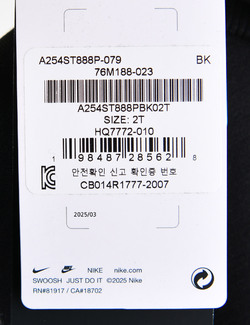 A254ST888P-079 BK
76M188-023
A254ST888PBK02T
SIZE: 2T
HQ7772-010
1 98487 28562 8
안전확인 신고 확인증 번호
CB014R1777-2007
2025/03
NIKE nike.com
SWOOSH JUST DO IT ©2025 Nike
RN#81917 / CA#18702